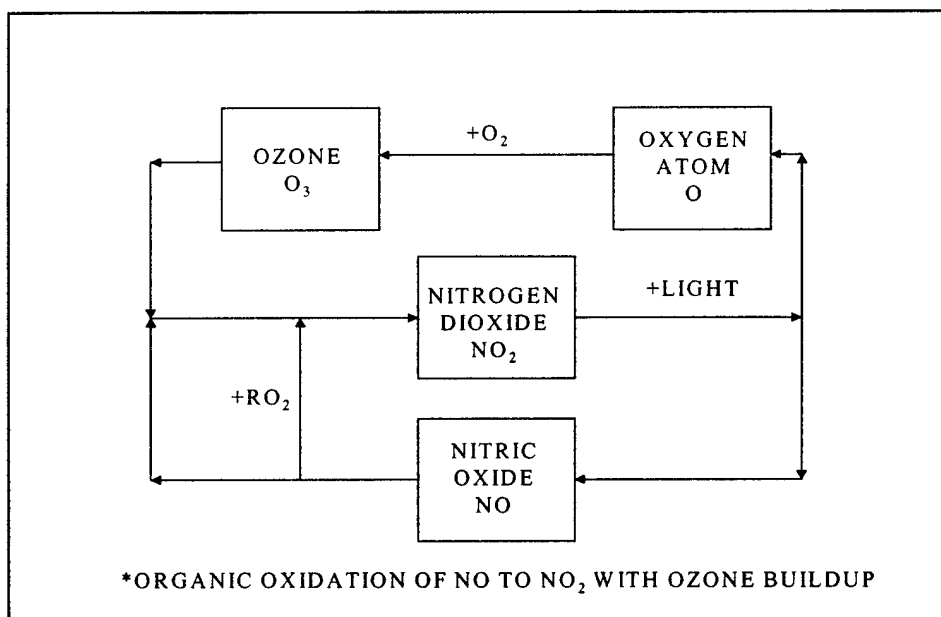 OZONE
O₃
+O₂
OXYGEN
ATOM
O
NITROGEN
DIOXIDE
NO₂
+LIGHT
+RO₂
NITRIC
OXIDE
NO
*ORGANIC OXIDATION OF NO TO NO₂ WITH OZONE BUILDUP